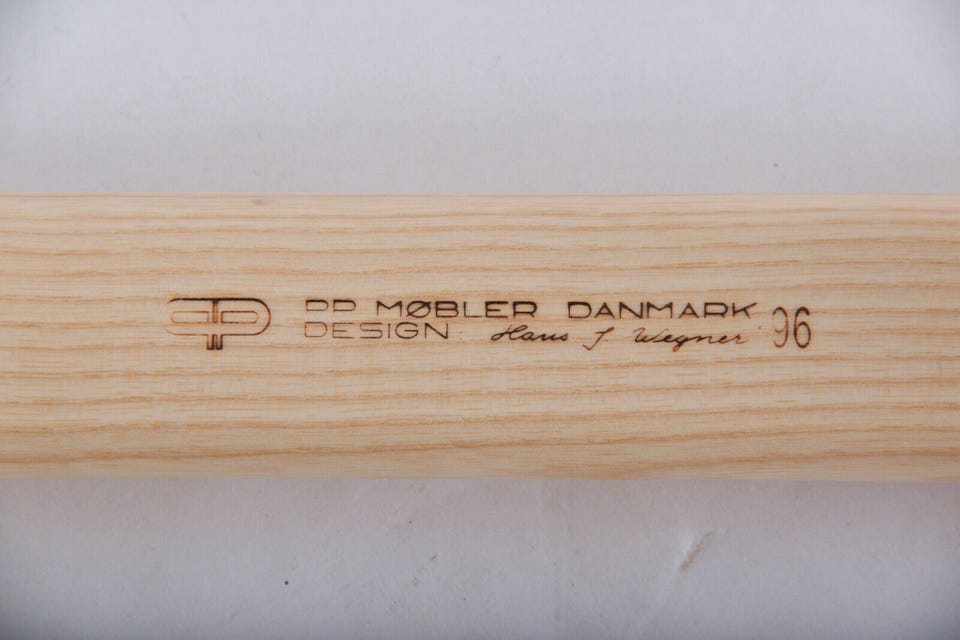 PP MØBLER DANMARK
DESIGN: Hans J Wegner 96